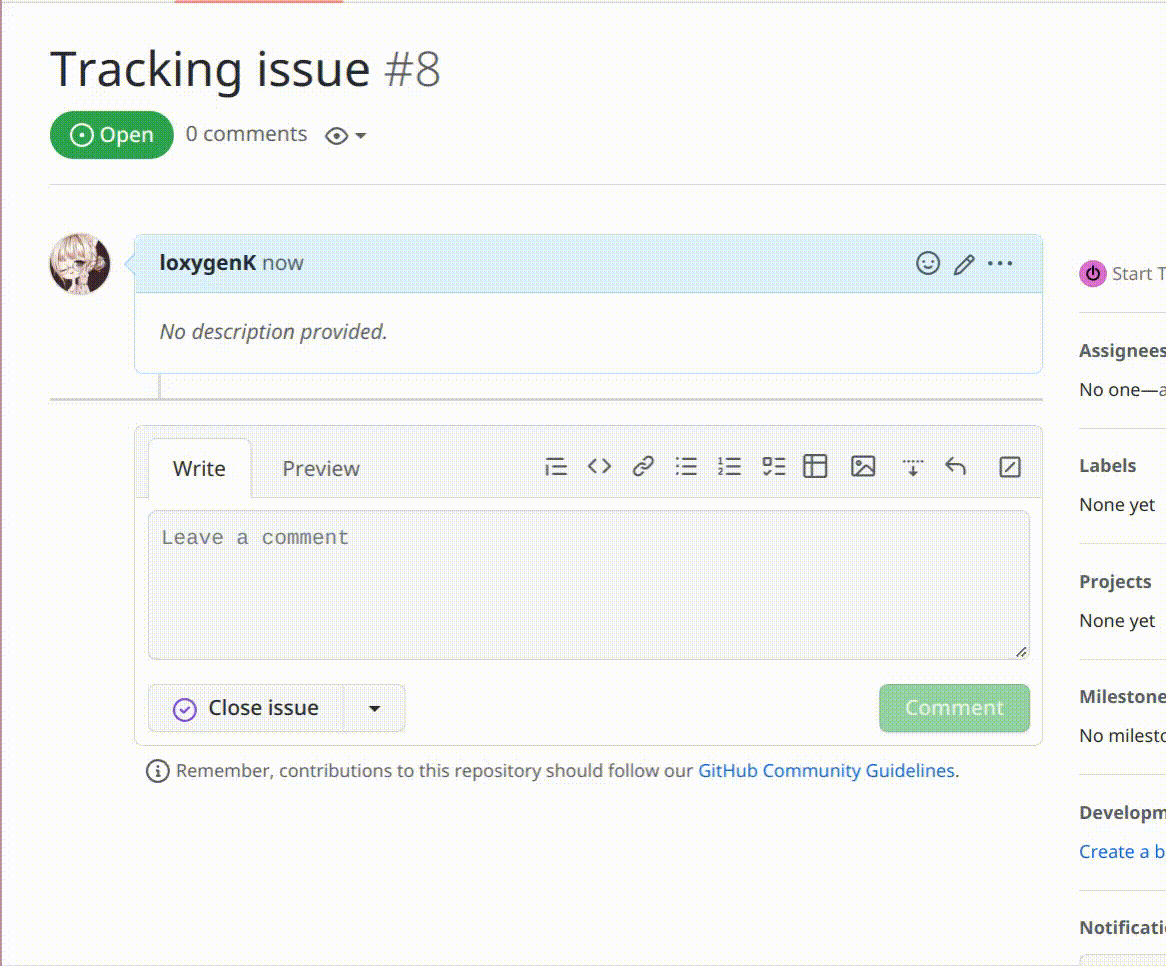 Tracking issue #8
Open 0 comments
loxygenK now
No description provided.
Write Preview
Leave a comment
Close issue Comment
Remember, contributions to this repository should follow our GitHub Community Guidelines.
Start T
Assignees
No one—a
Labels
None yet
Projects
None yet
Milestone
No milesto
Developm
Create a b
Notificati